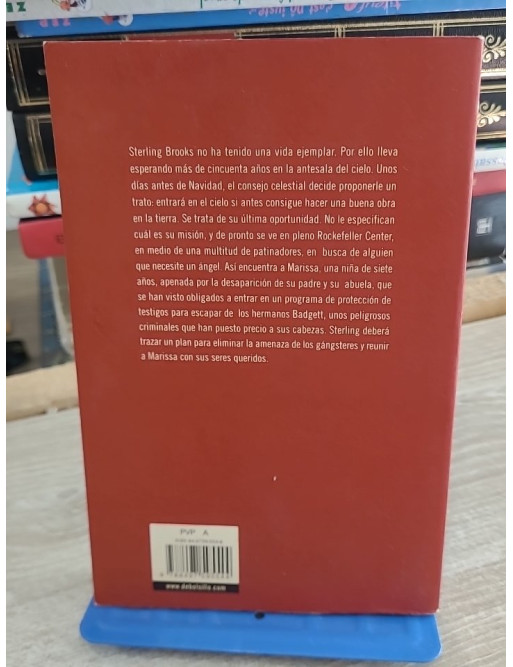 Sterling Brooks no ha tenido una vida ejemplar. Por ello lleva
esperando más de cincuenta años en la antesala del cielo. Unos
días antes de Navidad, el consejo celestial decide proponerle un
trato: entrará en el cielo si antes consigue hacer una buena obra
en la tierra. Se trata de su última oportunidad. No le especifican
cuál es su misión, y de pronto se ve en pleno Rockefeller Center,
en medio de una multitud de patinadores, en busca de alguien
que necesite un ángel. Así encuentra a Marissa, una niña de siete
años, apenada por la desaparición de su padre y su abuela, que
se han visto obligados a entrar en un programa de protección de
testigos para escapar de los hermanos Badgett, unos peligrosos
criminales que han puesto precio a sus cabezas. Sterling deberá
trazar un plan para eliminar la amenaza de los gángsteres y reunir
a Marissa con sus seres queridos.
PVP A
www.debolsillo.com